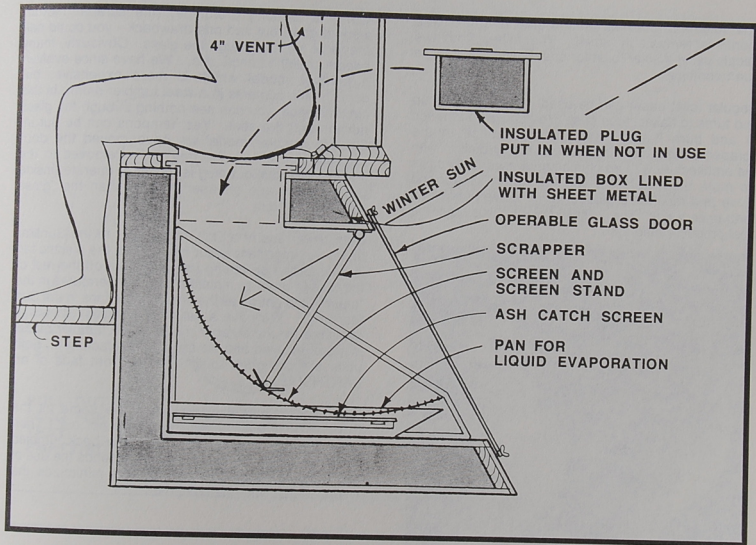 4" VENT
INSULATED PLUG
PUT IN WHEN NOT IN USE
WINTER SUN
INSULATED BOX LINED
WITH SHEET METAL
OPERABLE GLASS DOOR
SCRAPPER
SCREEN AND
SCREEN STAND
ASH CATCH SCREEN
PAN FOR
LIQUID EVAPORATION
STEP